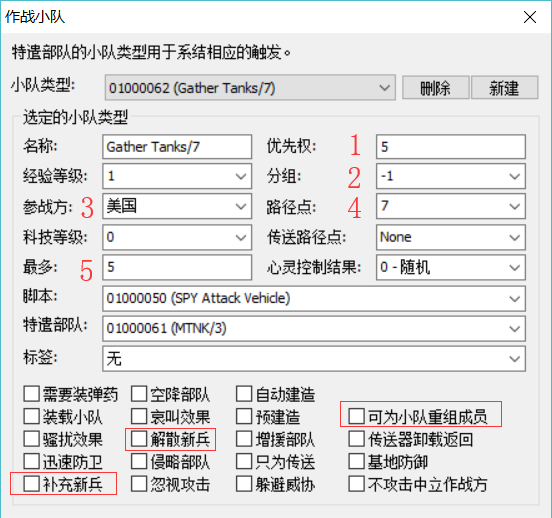 作战小队
特遣部队的小队类型用于系结相应的触发。
小队类型: 01000062 (Gather Tanks/7) 删除 新建
选定的小队类型
名称: Gather Tanks/7 优先权: 1 5
经验等级: 1 分组: 2 -1
参战方: 3 美国 路径点: 4 7
科技等级: 0 传送路径点: None
最多: 5 5 心灵控制结果: 0 - 随机
脚本: 01000050 (SPY Attack Vehicle)
特遣部队: 01000061 (MTNK/3)
标签: 无
需要装弹药 空降部队 自动建造
装载小队 哀叫效果 预建造 可为小队重组成员
骚扰效果 解散新兵 增援部队 传送器卸载返回
迅速防卫 侵略部队 只为传送 基地防御
补充新兵 忽视攻击 躲避威协 不攻击中立作战方